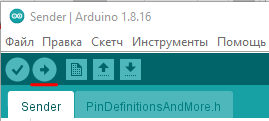 Sender | Arduino 1.8.16
Файл Правка Скетч Инструменты Помощь
Sender PinDefinitionsAndMore.h